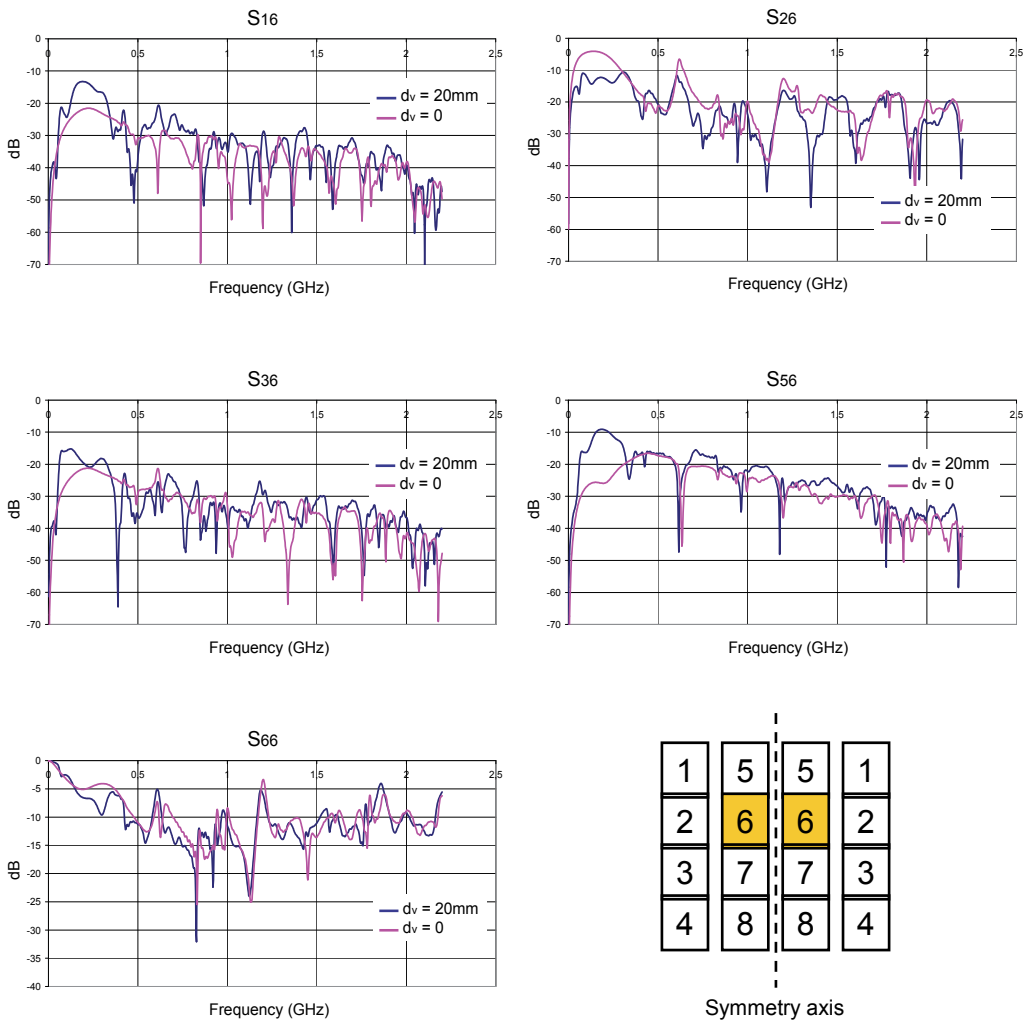 S16
0
-10
-20
-30
-40
-50
-60
-70
0 0.5 1 1.5 2 2.5
dB
dv = 20mm
dv = 0
Frequency (GHz)
S26
0
-10
-20
-30
-40
-50
-60
-70
0 0.5 1 1.5 2 2.5
dB
dv = 20mm
dv = 0
Frequency (GHz)
S36
0
-10
-20
-30
-40
-50
-60
-70
0 0.5 1 1.5 2 2.5
dB
dv = 20mm
dv = 0
Frequency (GHz)
S56
0
-10
-20
-30
-40
-50
-60
-70
0 0.5 1 1.5 2 2.5
dB
dv = 20mm
dv = 0
Frequency (GHz)
S66
0
-5
-10
-15
-20
-25
-30
-35
-40
0 0.5 1 1.5 2 2.5
dB
dv = 20mm
dv = 0
Frequency (GHz)
1 5 5 1
2 6 6 2
3 7 7 3
4 8 8 4
Symmetry axis